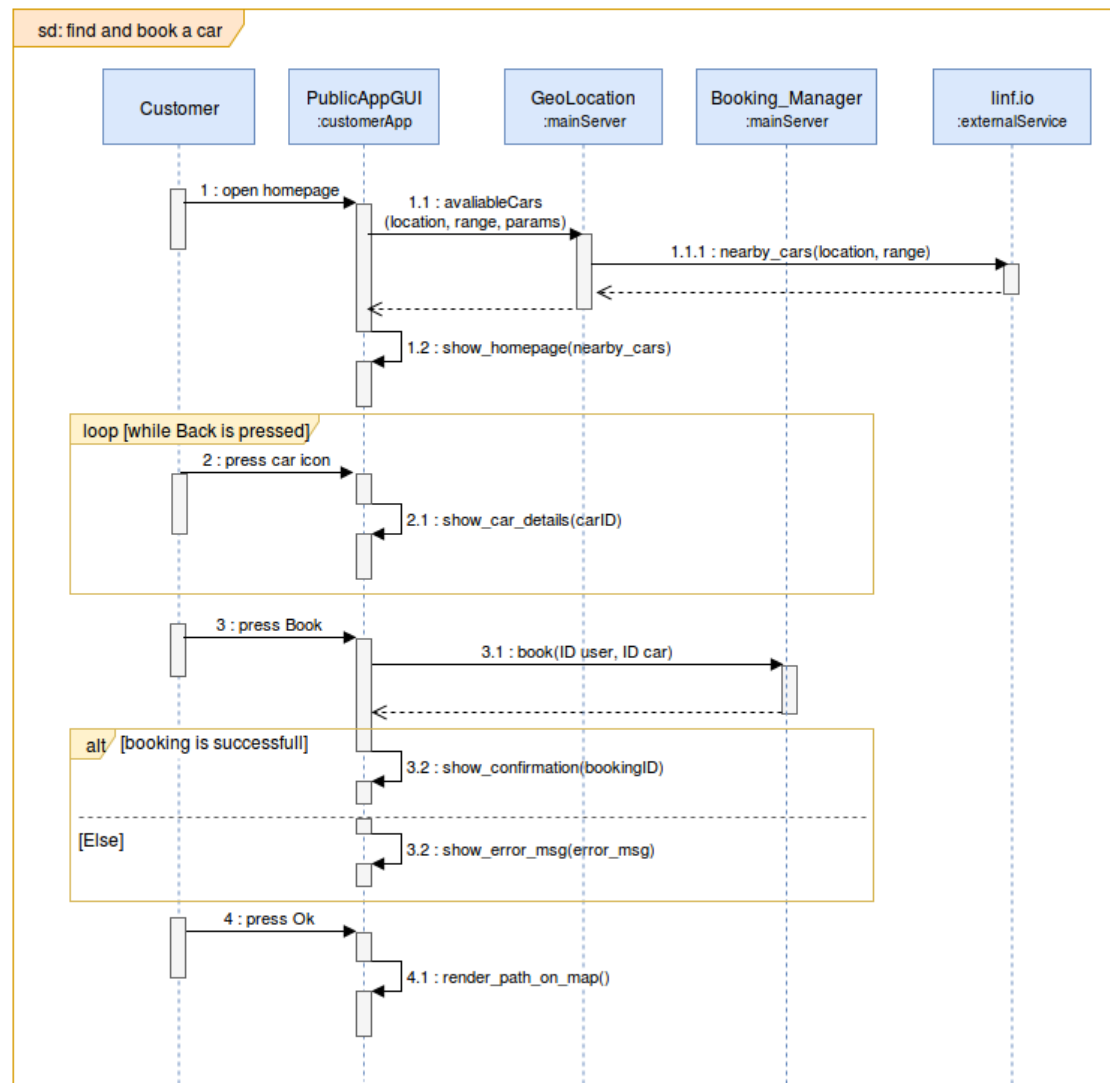 sd: find and book a car
Customer
PublicAppGUI
:customerApp
GeoLocation
:mainServer
Booking_Manager
:mainServer
linf.io
:externalService
1 : open homepage
1.1 : avaliableCars
(location, range, params)
1.1.1 : nearby_cars(location, range)
1.2 : show_homepage(nearby_cars)
loop [while Back is pressed]
2 : press car icon
2.1 : show_car_details(carID)
3 : press Book
3.1 : book(ID user, ID car)
alt [booking is successfull]
3.2 : show_confirmation(bookingID)
[Else]
3.2 : show_error_msg(error_msg)
4 : press Ok
4.1 : render_path_on_map()